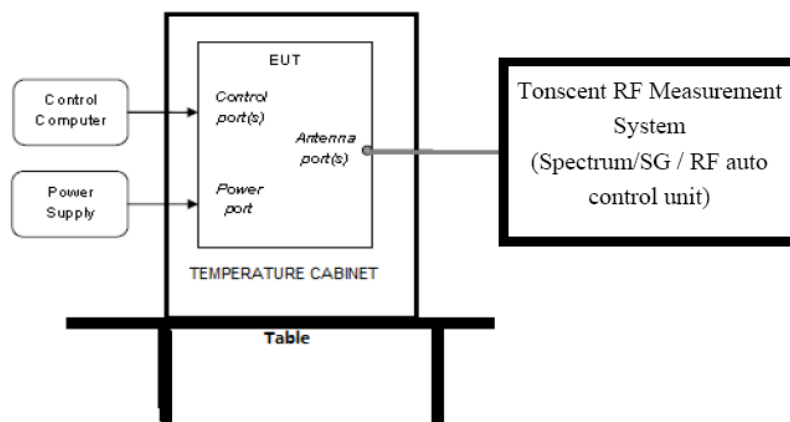 EUT
Control
Computer
Control
port(s)
Antenna
port(s)
Power
Supply
Power
port
TEMPERATURE CABINET
Table
Tonscent RF Measurement
System
(Spectrum/SG / RF auto
control unit)